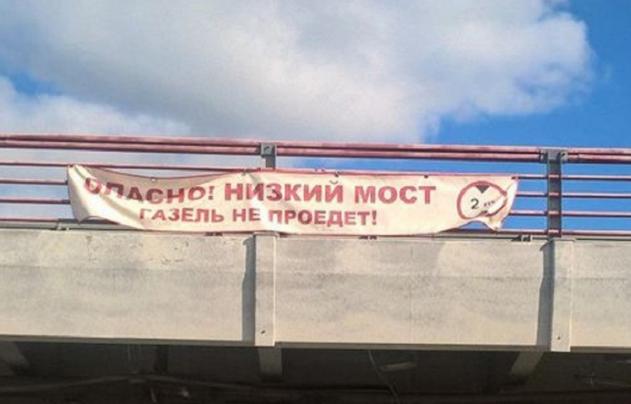 ОПАСНО! НИЗКИЙ МОСТ
ГАЗЕЛЬ НЕ ПРОЕДЕТ!
2